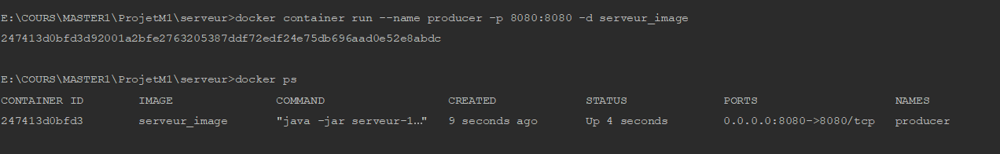 E:\COURS\MASTER1\ProjetM1\serveur>docker container run --name producer -p 8080:8080 -d serveur_image
247413d0bfd3d92001a2bfe2763205387ddf72edf24e75db696aad0e52e8abdc
E:\COURS\MASTER1\ProjetM1\serveur>docker ps
CONTAINER ID IMAGE COMMAND CREATED STATUS PORTS NAMES
247413d0bfd3 serveur_image "java -jar serveur-1…" 9 seconds ago Up 4 seconds 0.0.0.0:8080->8080/tcp producer